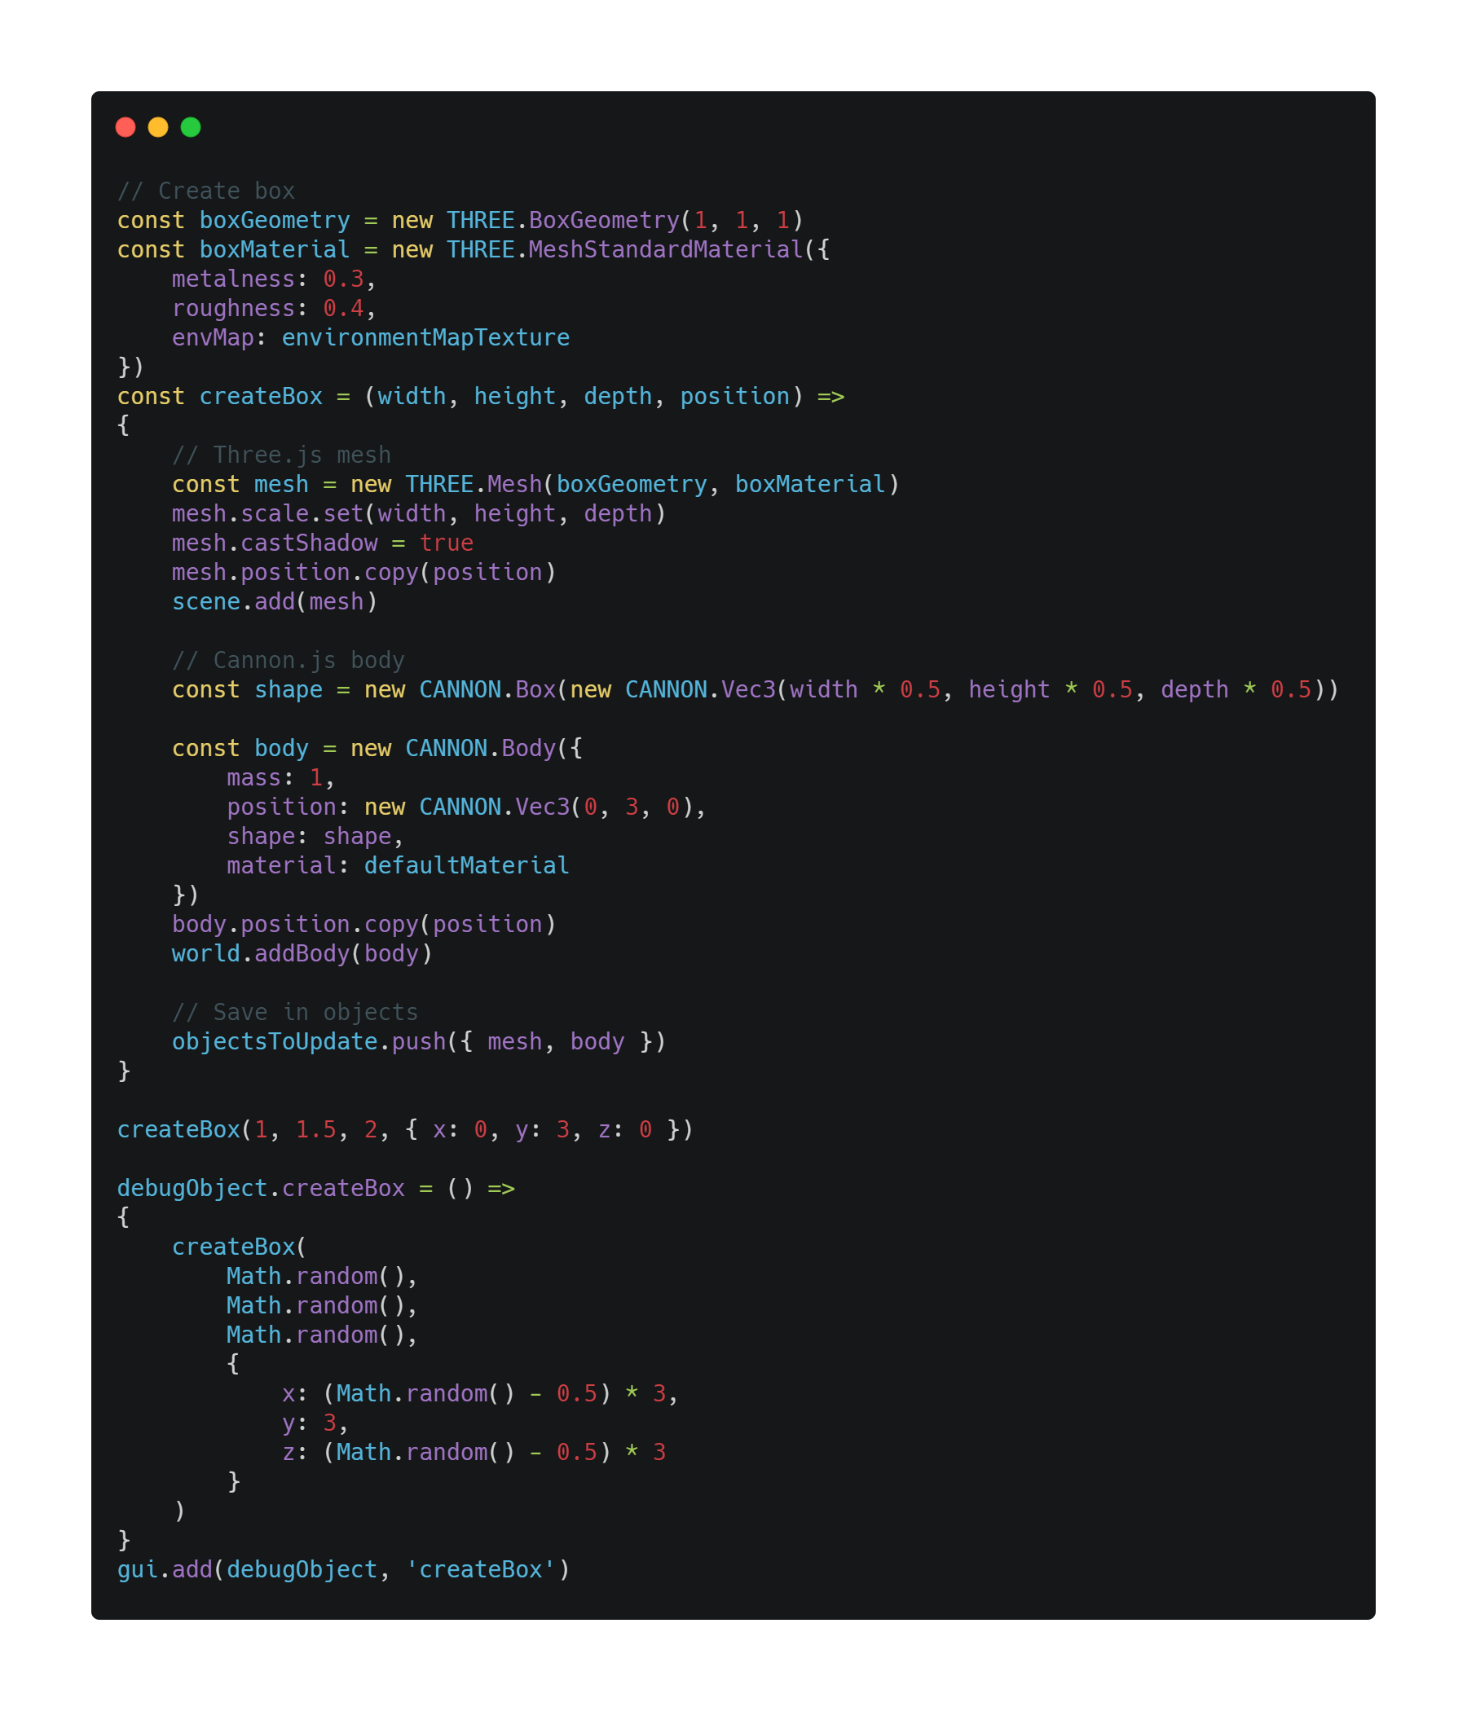 // Create box
const boxGeometry = new THREE.BoxGeometry(1, 1, 1)
const boxMaterial = new THREE.MeshStandardMaterial({
    metalness: 0.3,
    roughness: 0.4,
    envMap: environmentMapTexture
})
const createBox = (width, height, depth, position) =>
{
    // Three.js mesh
    const mesh = new THREE.Mesh(boxGeometry, boxMaterial)
    mesh.scale.set(width, height, depth)
    mesh.castShadow = true
    mesh.position.copy(position)
    scene.add(mesh)

    // Cannon.js body
    const shape = new CANNON.Box(new CANNON.Vec3(width * 0.5, height * 0.5, depth * 0.5))

    const body = new CANNON.Body({
        mass: 1,
        position: new CANNON.Vec3(0, 3, 0),
        shape: shape,
        material: defaultMaterial
    })
    body.position.copy(position)
    world.addBody(body)

    // Save in objects
    objectsToUpdate.push({ mesh, body })
}

createBox(1, 1.5, 2, { x: 0, y: 3, z: 0 })

debugObject.createBox = () =>
{
    createBox(
        Math.random(),
        Math.random(),
        Math.random(),
        {
            x: (Math.random() - 0.5) * 3,
            y: 3,
            z: (Math.random() - 0.5) * 3
        }
    )
}
gui.add(debugObject, 'createBox')